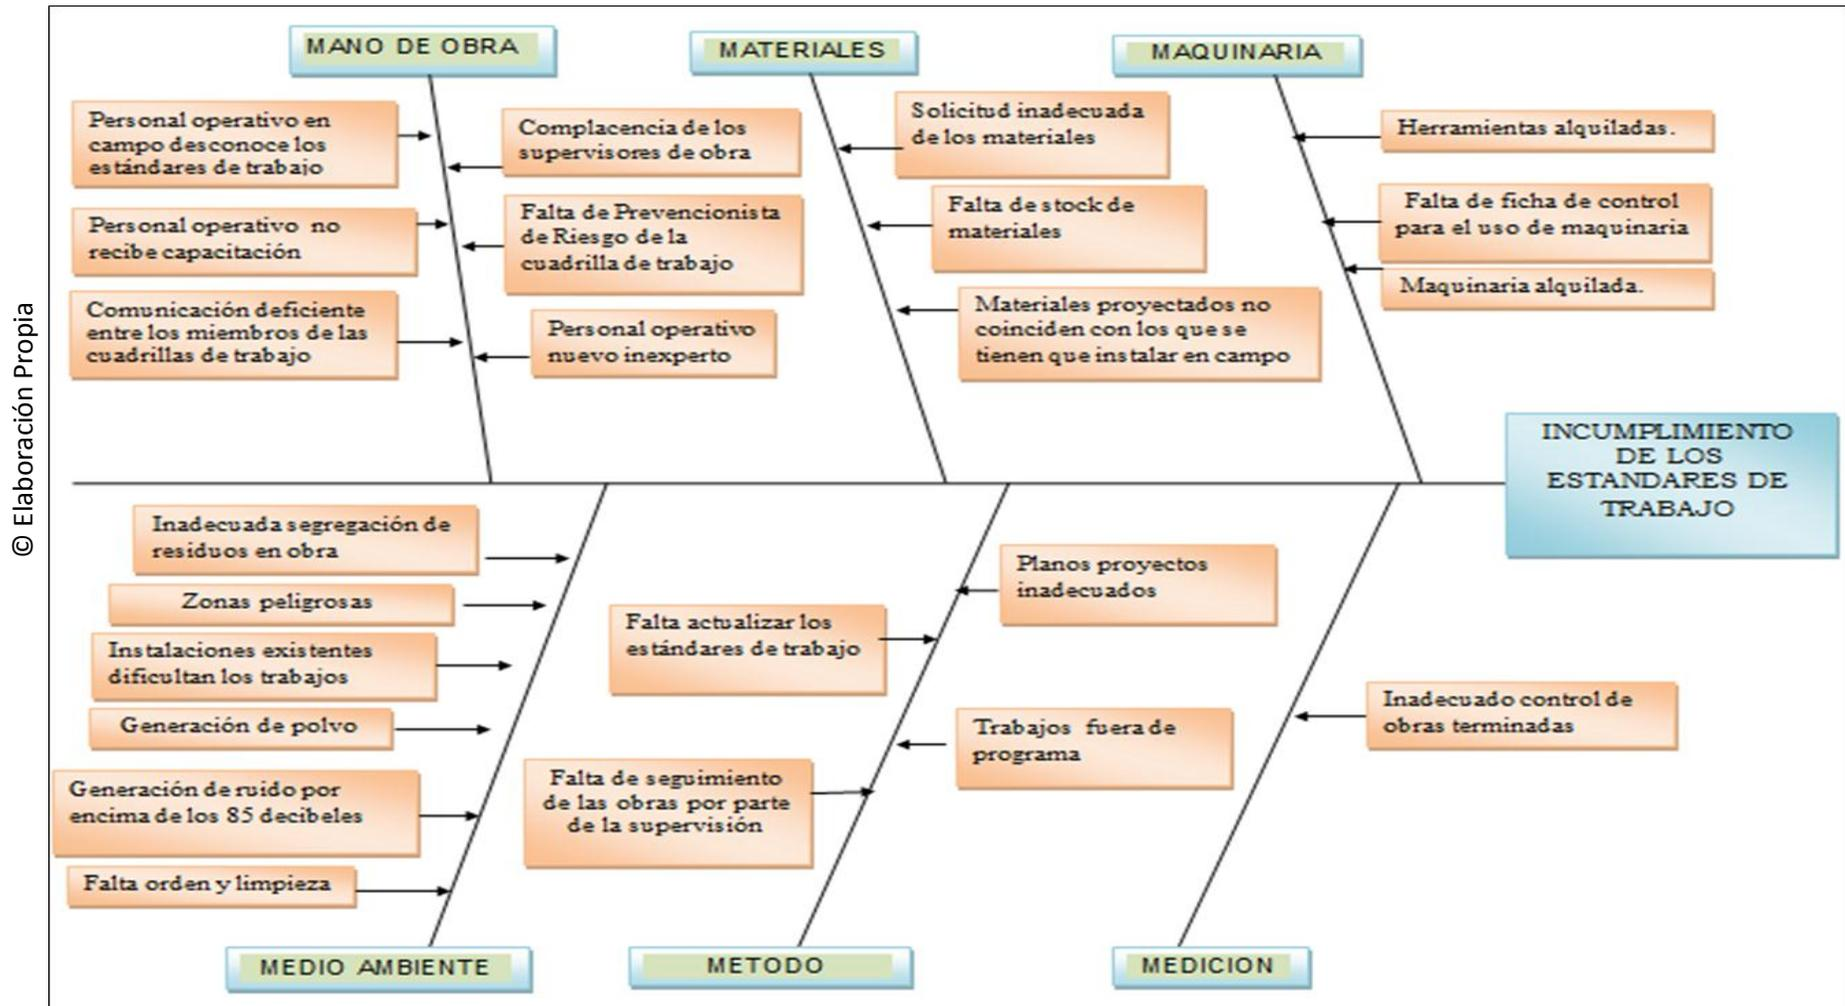 © Elaboración Propia
MANO DE OBRA
Personal operativo en
campo desconoce los
estándares de trabajo
Personal operativo no
recibe capacitación
Comunicación deficiente
entre los miembros de las
cuadrillas de trabajo
Complacencia de los
supervisores de obra
Falta de Prevencionista
de Riesgo de la
cuadrilla de trabajo
Personal operativo
nuevo inexperto
MATERIALES
Solicitud inadecuada
de los materiales
Falta de stock de
materiales
Materiales proyectados no
coinciden con los que se
tienen que instalar en campo
MAQUINARIA
Herramientas alquiladas.
Falta de ficha de control
para el uso de maquinaria
Maquinaria alquilada.
INCUMPLIMIENTO
DE LOS
ESTANDARES DE
TRABAJO
Inadecuada segregación de
residuos en obra
Zonas peligrosas
Instalaciones existentes
dificultan los trabajos
Generación de polvo
Generación de ruido por
encima de los 85 decibeles
Falta orden y limpieza
MEDIO AMBIENTE
Falta actualizar los
estándares de trabajo
Falta de seguimiento
de las obras por parte
de la supervisión
Planos proyectos
inadecuados
Trabajos fuera de
programa
METODO
Inadecuado control de
obras terminadas
MEDICION